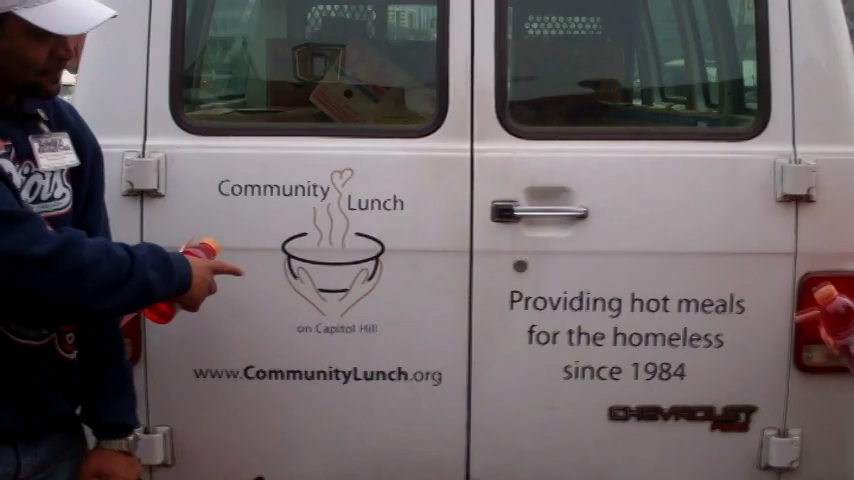 Community Lunch
on Capitol Hill
www.CommunityLunch.org
Providing hot meals
for the homeless
since 1984
CHEVROLET